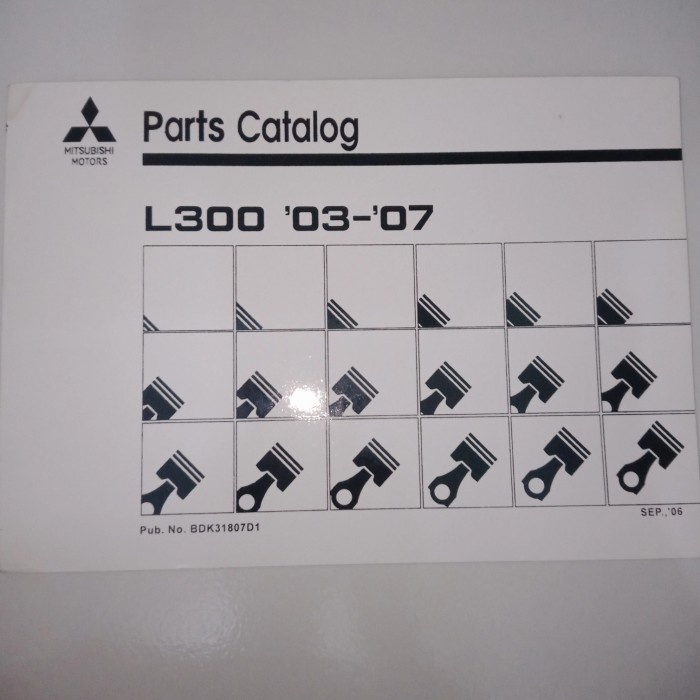 MITSUBISHI
MOTORS
Parts Catalog
L300 '03-'07
Pub. No. BDK31807D1
SEP.,'06